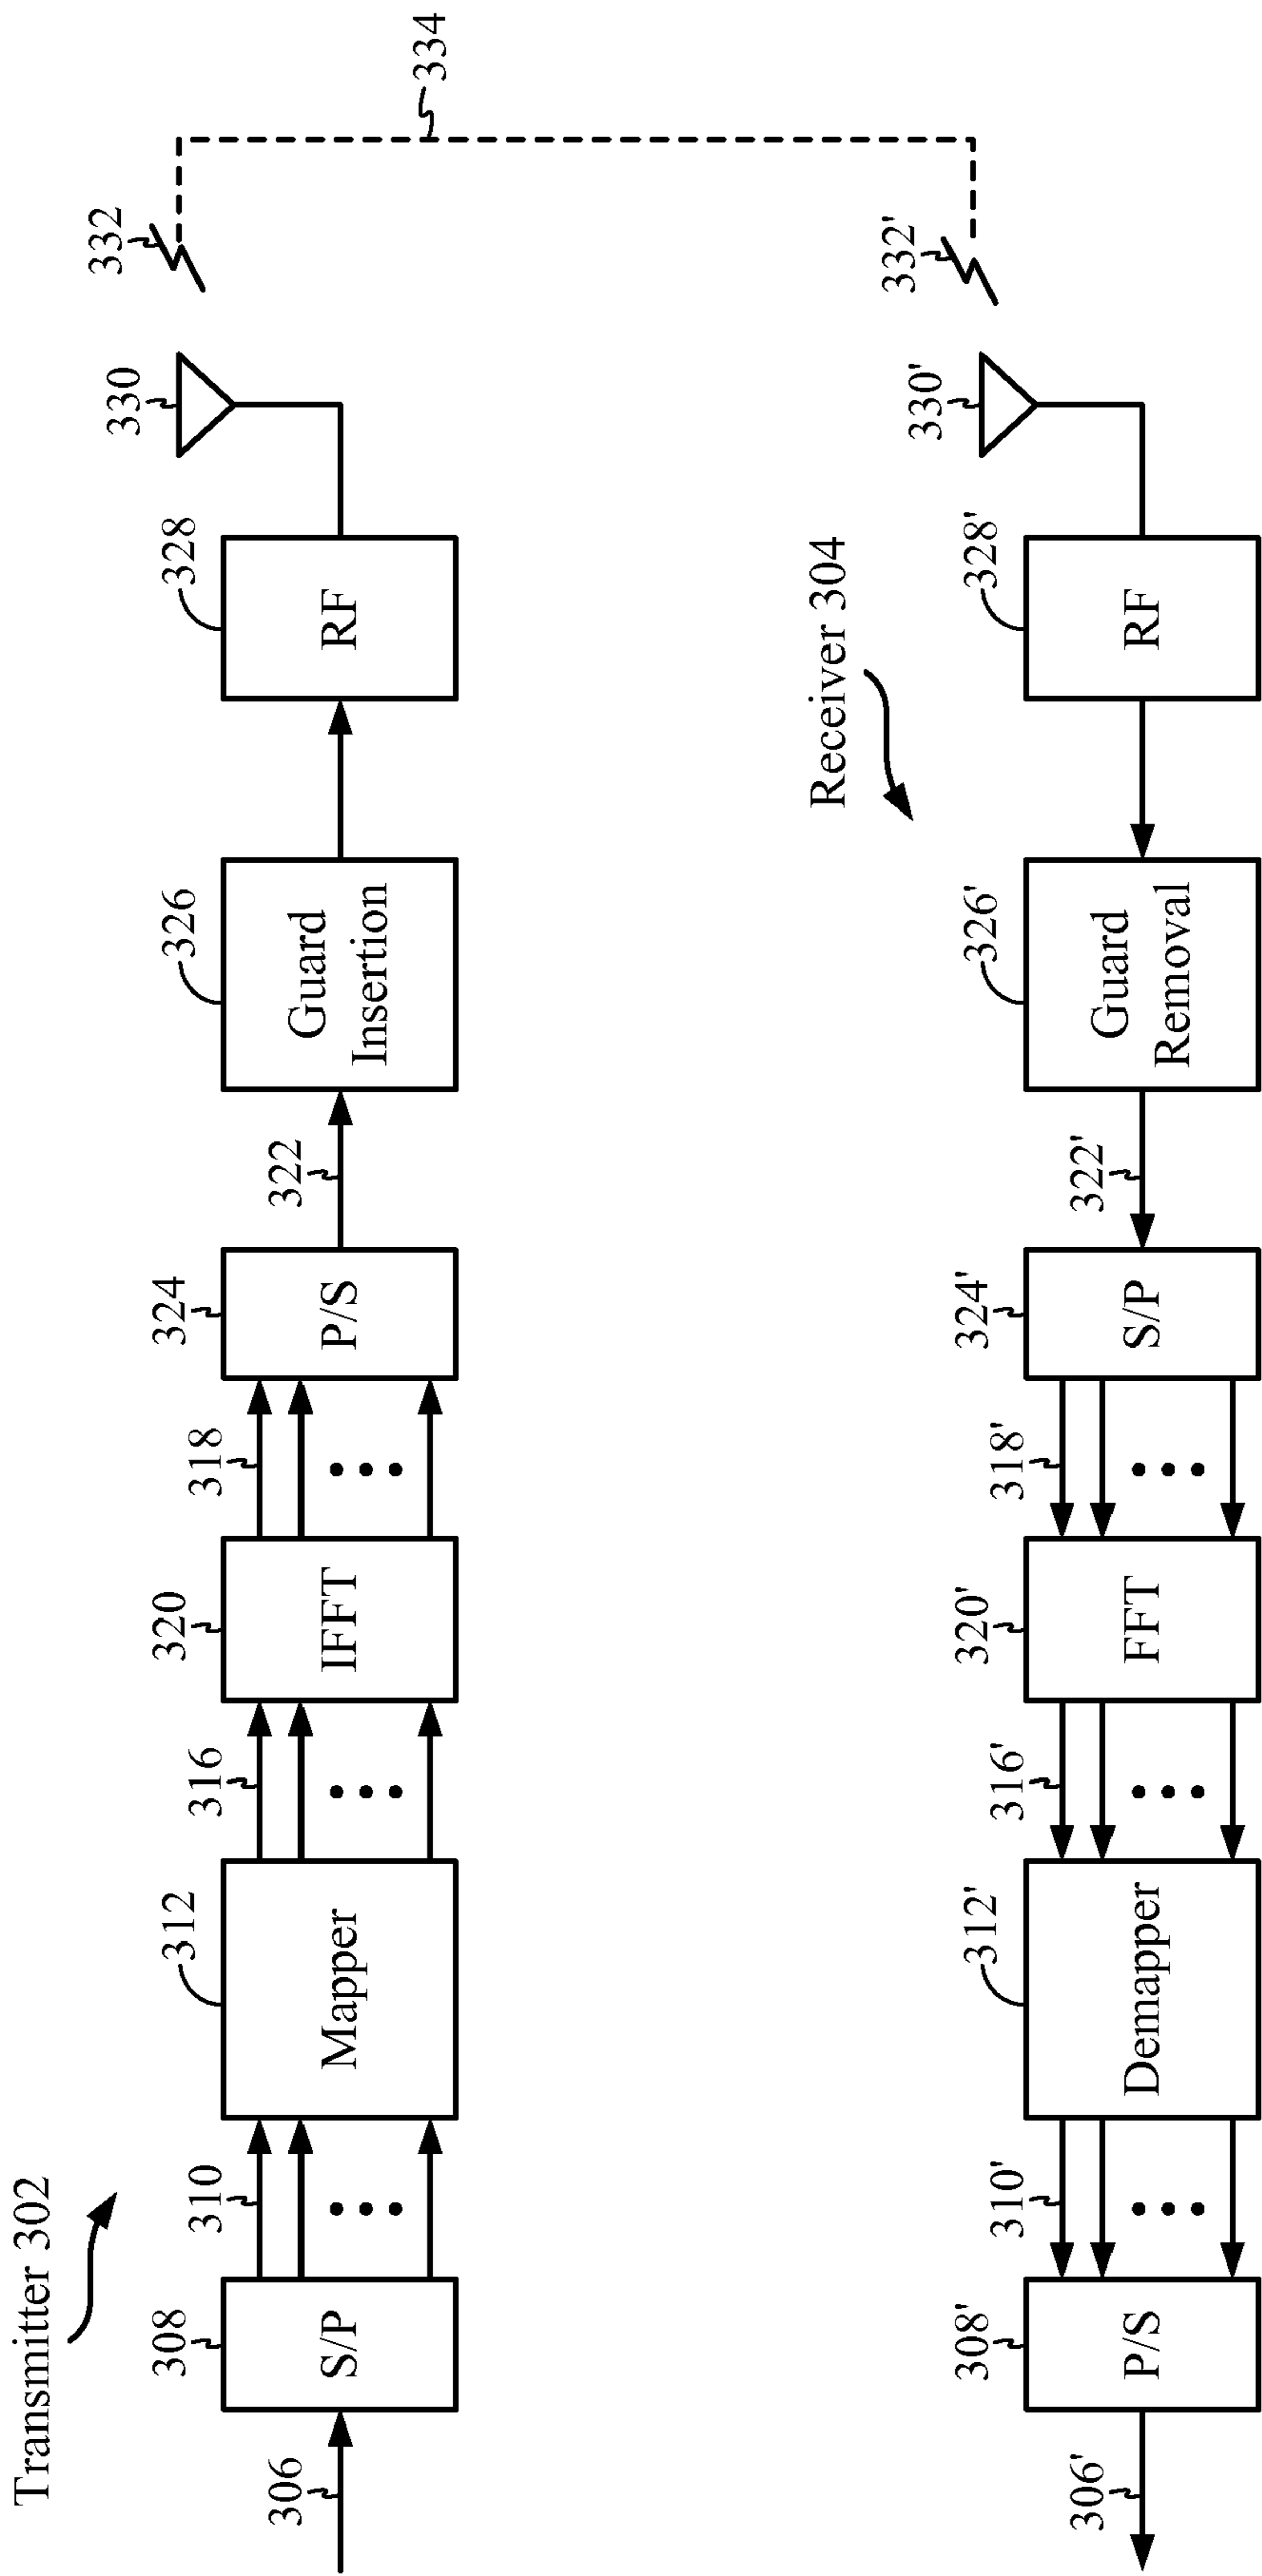 Transmitter 302
306
308
S/P
310
312
Mapper
316
320
IFFT
318
324
P/S
322
326
Guard
Insertion
328
RF
330
332
334
Receiver 304
306'
308'
P/S
310'
312'
Demapper
316'
320'
FFT
318'
324'
S/P
322'
326'
Guard
Removal
328'
RF
330'
332'